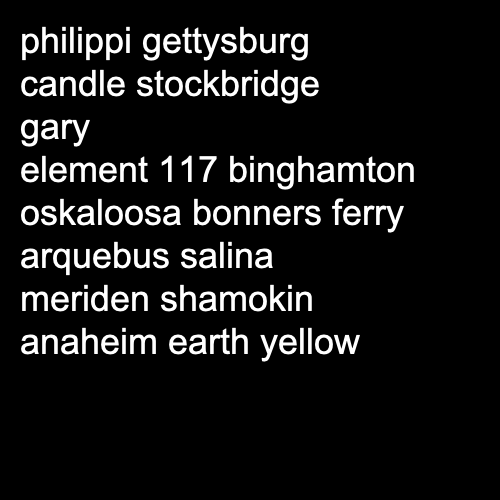 philippi gettysburg
candle stockbridge
gary
element 117 binghamton
oskaloosa bonners ferry
arquebus salina
meriden shamokin
anaheim earth yellow